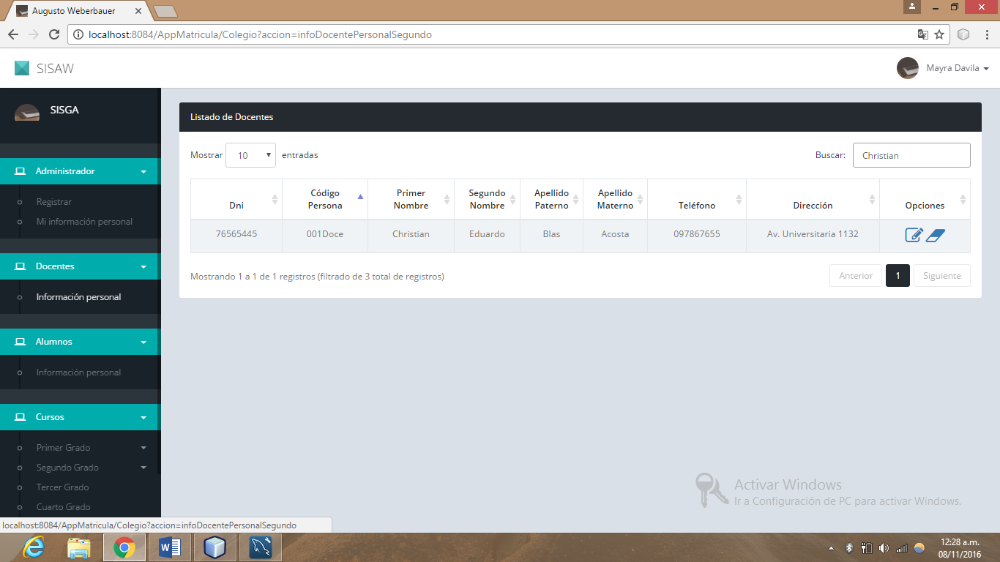 Augusto Weberbauer
localhost:8084/AppMatricula/Colegio?accion=infoDocentePersonalSegundo
SISAW
Mayra Davila
SISGA
Administrador
Registrar
Mi información personal
Docentes
Información personal
Alumnos
Información personal
Cursos
Primer Grado
Segundo Grado
Tercer Grado
Cuarto Grado
Listado de Docentes
Mostrar 10 entradas
Buscar: Christian
Dni Código Persona Primer Nombre Segundo Nombre Apellido Paterno Apellido Materno Teléfono Dirección Opciones
76565445 001Doce Christian Eduardo Blas Acosta 097867655 Av. Universitaria 1132
Mostrando 1 a 1 de 1 registros (filtrado de 3 total de registros)
Anterior 1 Siguiente
Activar Windows
Ir a Configuración de PC para activar Windows.
localhost:8084/AppMatricula/Colegio?accion=infoDocentePersonalSegundo
12:28 a.m.
08/11/2016